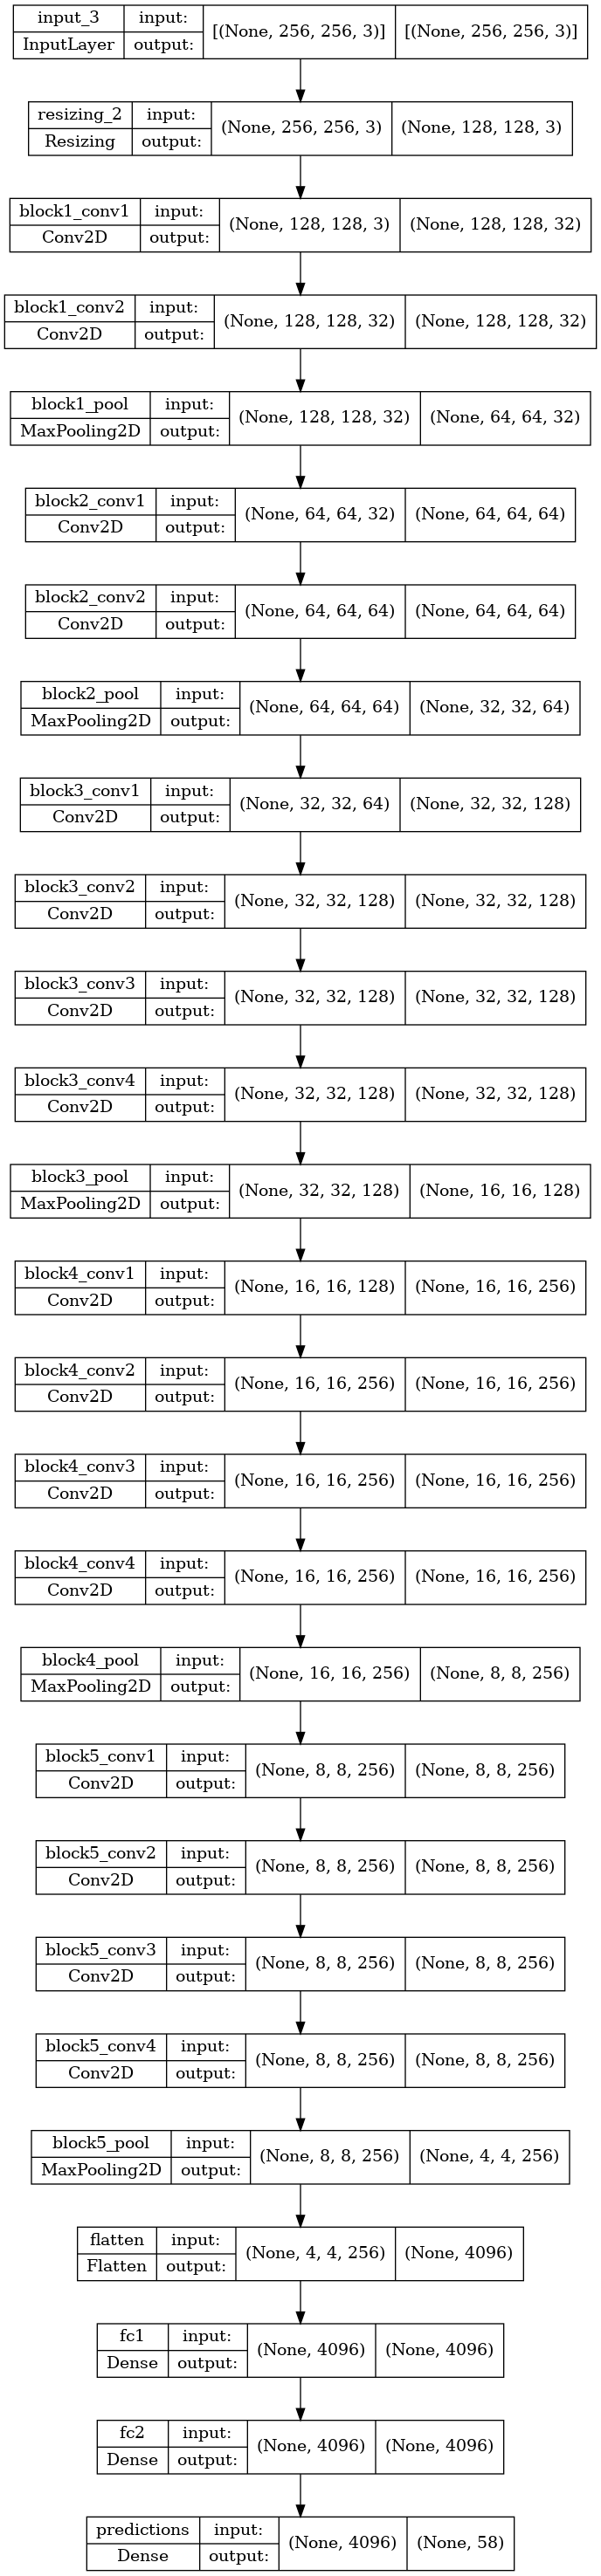 input_3 input: [(None, 256, 256, 3)] [(None, 256, 256, 3)]
InputLayer output:
resizing_2 input: (None, 256, 256, 3) (None, 128, 128, 3)
Resizing output:
block1_conv1 input: (None, 128, 128, 3) (None, 128, 128, 32)
Conv2D output:
block1_conv2 input: (None, 128, 128, 32) (None, 128, 128, 32)
Conv2D output:
block1_pool input: (None, 128, 128, 32) (None, 64, 64, 32)
MaxPooling2D output:
block2_conv1 input: (None, 64, 64, 32) (None, 64, 64, 64)
Conv2D output:
block2_conv2 input: (None, 64, 64, 64) (None, 64, 64, 64)
Conv2D output:
block2_pool input: (None, 64, 64, 64) (None, 32, 32, 64)
MaxPooling2D output:
block3_conv1 input: (None, 32, 32, 64) (None, 32, 32, 128)
Conv2D output:
block3_conv2 input: (None, 32, 32, 128) (None, 32, 32, 128)
Conv2D output:
block3_conv3 input: (None, 32, 32, 128) (None, 32, 32, 128)
Conv2D output:
block3_conv4 input: (None, 32, 32, 128) (None, 32, 32, 128)
Conv2D output:
block3_pool input: (None, 32, 32, 128) (None, 16, 16, 128)
MaxPooling2D output:
block4_conv1 input: (None, 16, 16, 128) (None, 16, 16, 256)
Conv2D output:
block4_conv2 input: (None, 16, 16, 256) (None, 16, 16, 256)
Conv2D output:
block4_conv3 input: (None, 16, 16, 256) (None, 16, 16, 256)
Conv2D output:
block4_conv4 input: (None, 16, 16, 256) (None, 16, 16, 256)
Conv2D output:
block4_pool input: (None, 16, 16, 256) (None, 8, 8, 256)
MaxPooling2D output:
block5_conv1 input: (None, 8, 8, 256) (None, 8, 8, 256)
Conv2D output:
block5_conv2 input: (None, 8, 8, 256) (None, 8, 8, 256)
Conv2D output:
block5_conv3 input: (None, 8, 8, 256) (None, 8, 8, 256)
Conv2D output:
block5_conv4 input: (None, 8, 8, 256) (None, 8, 8, 256)
Conv2D output:
block5_pool input: (None, 8, 8, 256) (None, 4, 4, 256)
MaxPooling2D output:
flatten input: (None, 4, 4, 256) (None, 4096)
Flatten output:
fc1 input: (None, 4096) (None, 4096)
Dense output:
fc2 input: (None, 4096) (None, 4096)
Dense output:
predictions input: (None, 4096) (None, 58)
Dense output: